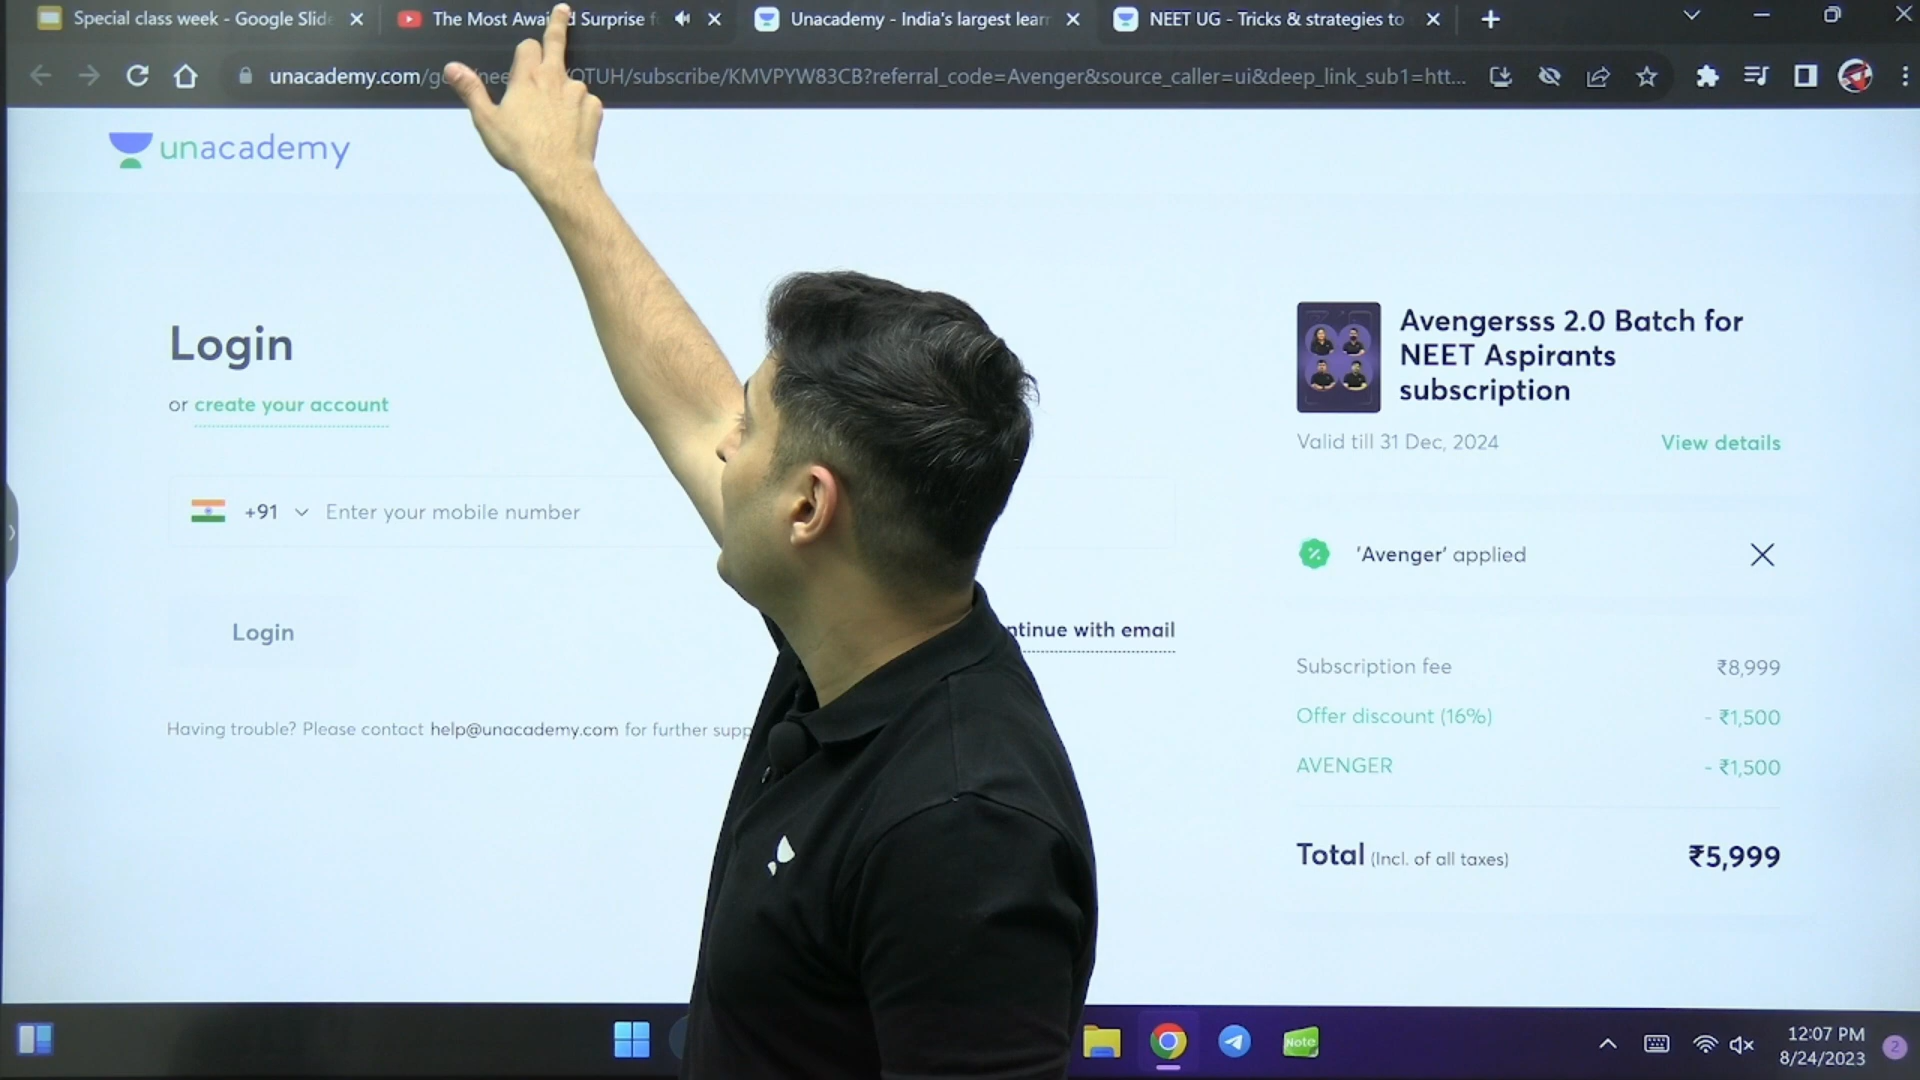 Special class week - Google Slide
The Most Awai d Surprise f
Unacademy - India's largest lear
NEET UG - Tricks & strategies to
unacademy.com/go /nee QTUH/subscribe/KMVPYW83CB?referral_code=Avenger&source_caller=ui&deep_link_sub1=htt...
unacademy
Login
or create your account
+91 Enter your mobile number
Login
ntinue with email
Having trouble? Please contact help@unacademy.com for further supp
Avengersss 2.0 Batch for
NEET Aspirants
subscription
Valid till 31 Dec, 2024 View details
'Avenger' applied
Subscription fee ₹8,999
Offer discount (16%) - ₹1,500
AVENGER - ₹1,500
Total (Incl. of all taxes) ₹5,999
Note
12:07 PM
8/24/2023
2